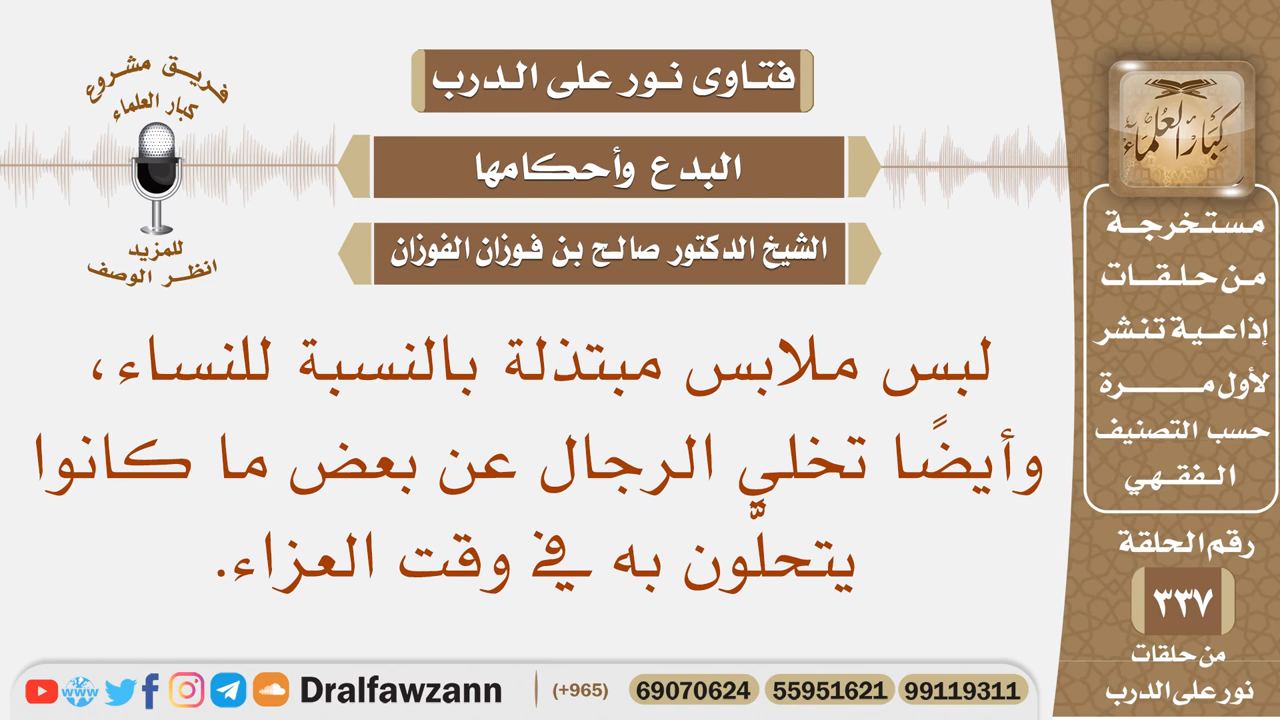 فتاوى نور على الدرب
البدع وأحكامها
الشيخ الدكتور صالح بن فوزان الفوزان
فريق مشروع
كبار العلماء
للمزيد
انظر الوصف
لبس ملابس مبتذلة بالنسبة للنساء،
وأيضًا تخلي الرجال عن بعض ما كانوا
يتحلّون به في وقت العزاء.
كبار العلماء
مستخرجة
من حلقات
إذاعية تنشر
لأول مرة
حسب التصنيف
الفقهي
رقم الحلقة
٣٣٧
من حلقات
نور على الدرب
www Dralfawzann (+965) 69070624 55951621 99119311